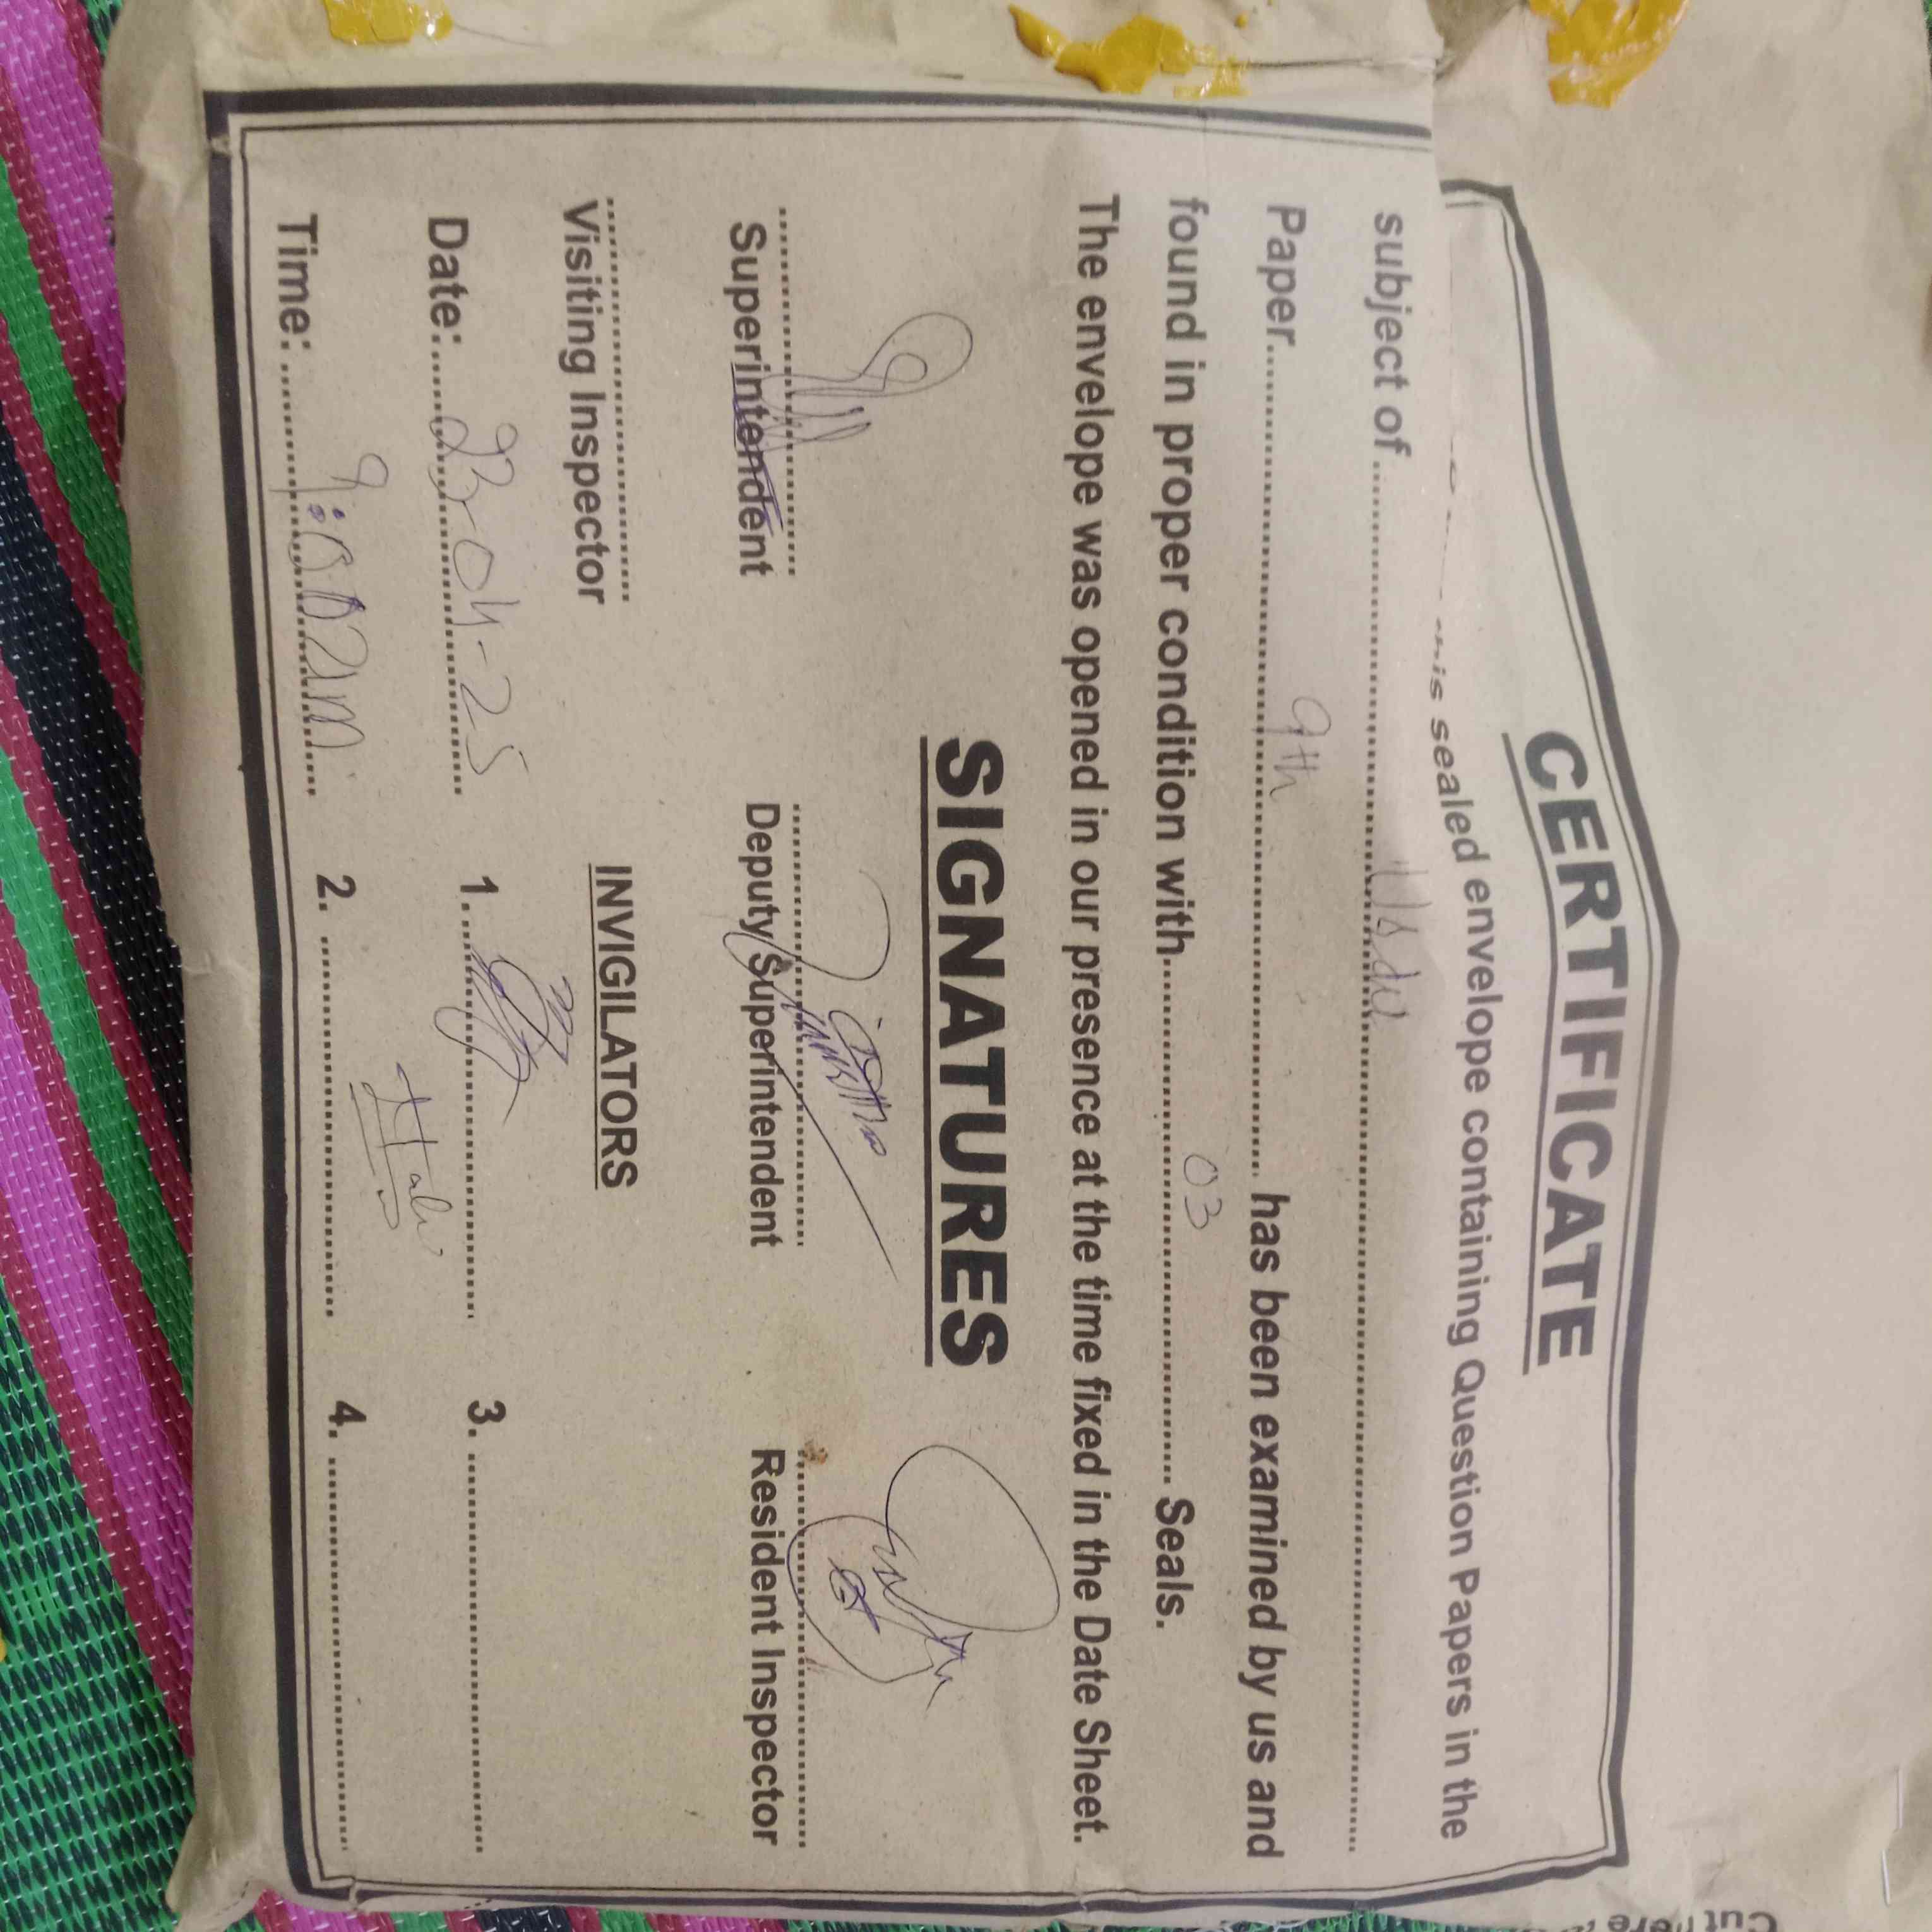 CERTIFICATE
sealed envelope containing Question Papers in the
subject of ........ Urdu ........
Paper ........ 9th ........ has been examined by us and
found in proper condition with ........ 03 ........ Seals.
The envelope was opened in our presence at the time fixed in the Date Sheet.
SIGNATURES
Superintendent Deputy Superintendent Resident Inspector
Visiting Inspector INVIGILATORS
Date: 23-04-25 1. ........ 3. ........
Time: 9:00am 2. ........ 4. ........
Cut here